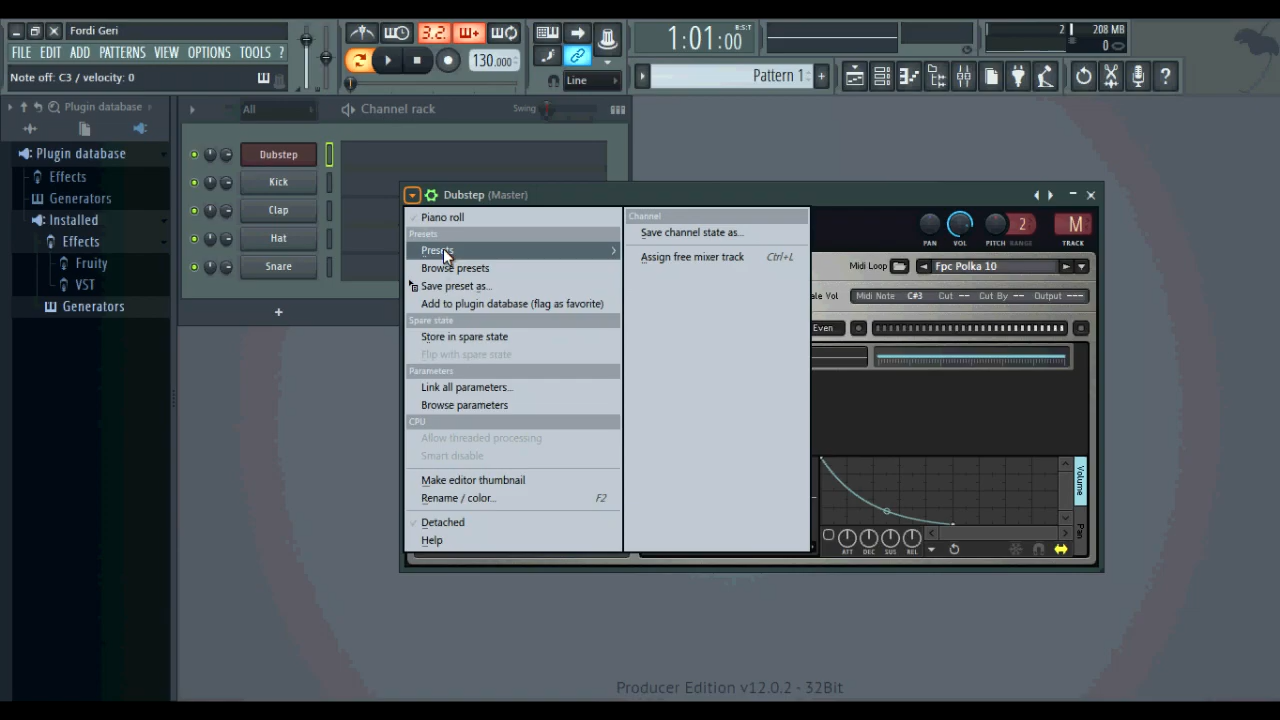 Fordi Geri
FILE EDIT ADD PATTERNS VIEW OPTIONS TOOLS ?
Note off: C3 / velocity: 0
3.2.
130.000
Line
1:01:00
B:S:T
Pattern 1
+
2
208 MB
0
?
Plugin database
Plugin database
Effects
Generators
Installed
Effects
Fruity
VST
Generators
All
Channel rack
Swing
Dubstep
Kick
Clap
Hat
Snare
+
Dubstep (Master)
Piano roll
Presets
Presets
Browse presets
Save preset as...
Add to plugin database (flag as favorite)
Spare state
Store in spare state
Flip with spare state
Parameters
Link all parameters...
Browse parameters
CPU
Allow threaded processing
Smart disable
Make editor thumbnail
Rename / color... F2
Detached
Help
Channel
Save channel state as...
Assign free mixer track Ctrl+L
PAN
VOL
PITCH
RANGE
2
M
TRACK
Midi Loop
Fpc Polka 10
ale Vol
Midi Note C#3 Cut -- Cut By -- Output ---
Even
Volume
Pan
ATT DEC SUS REL
Producer Edition v12.0.2 - 32Bit